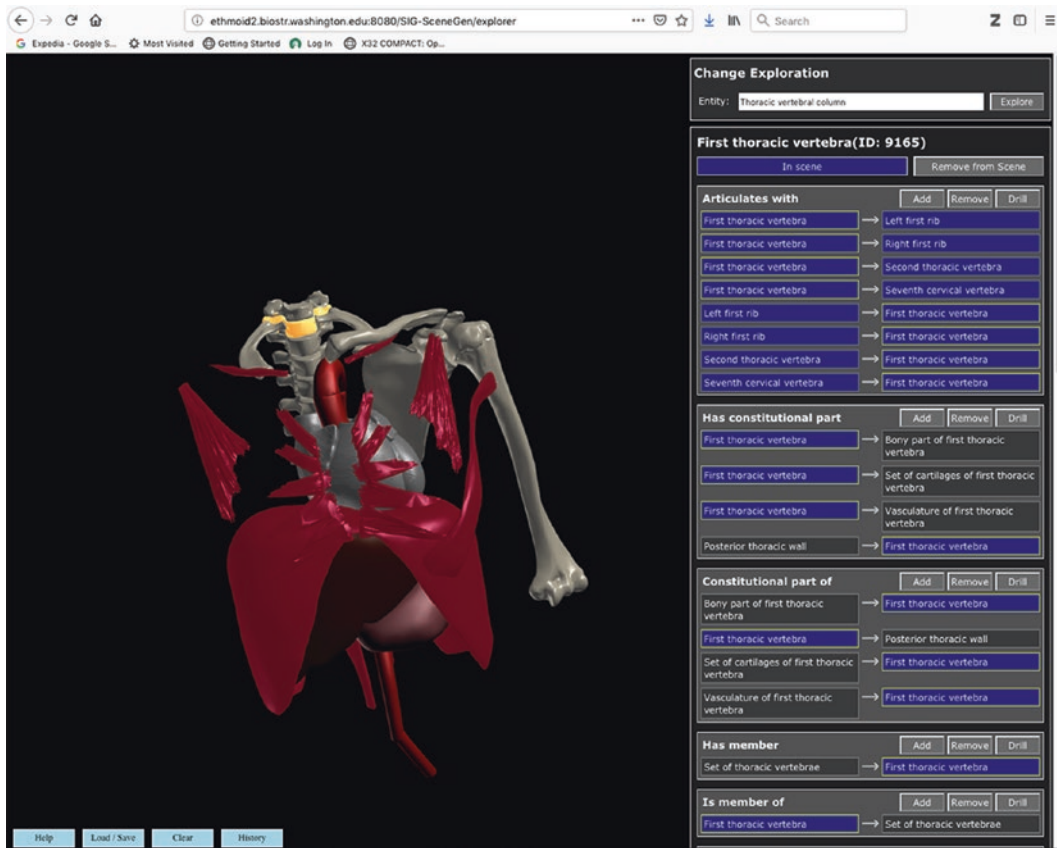 ethmoid2.biostr.washington.edu:8080/SIG-SceneGen/explorer
Search
Z
Expedia - Google S...
Most Visited
Getting Started
Log In
X32 COMPACT: Op...
Change Exploration
Entity: Thoracic vertebral column Explore
First thoracic vertebra(ID: 9165)
In scene Remove from Scene
Articulates with Add Remove Drill
First thoracic vertebra → Left first rib
First thoracic vertebra → Right first rib
First thoracic vertebra → Second thoracic vertebra
First thoracic vertebra → Seventh cervical vertebra
Left first rib → First thoracic vertebra
Right first rib → First thoracic vertebra
Second thoracic vertebra → First thoracic vertebra
Seventh cervical vertebra → First thoracic vertebra
Has constitutional part Add Remove Drill
First thoracic vertebra → Bony part of first thoracic
vertebra
First thoracic vertebra → Set of cartilages of first thoracic
vertebra
First thoracic vertebra → Vasculature of first thoracic
vertebra
Posterior thoracic wall → First thoracic vertebra
Constitutional part of Add Remove Drill
Bony part of first thoracic → First thoracic vertebra
vertebra
First thoracic vertebra → Posterior thoracic wall
Set of cartilages of first thoracic → First thoracic vertebra
vertebra
Vasculature of first thoracic → First thoracic vertebra
vertebra
Has member Add Remove Drill
Set of thoracic vertebrae → First thoracic vertebra
Is member of Add Remove Drill
First thoracic vertebra → Set of thoracic vertebrae
Help Load / Save Clear History